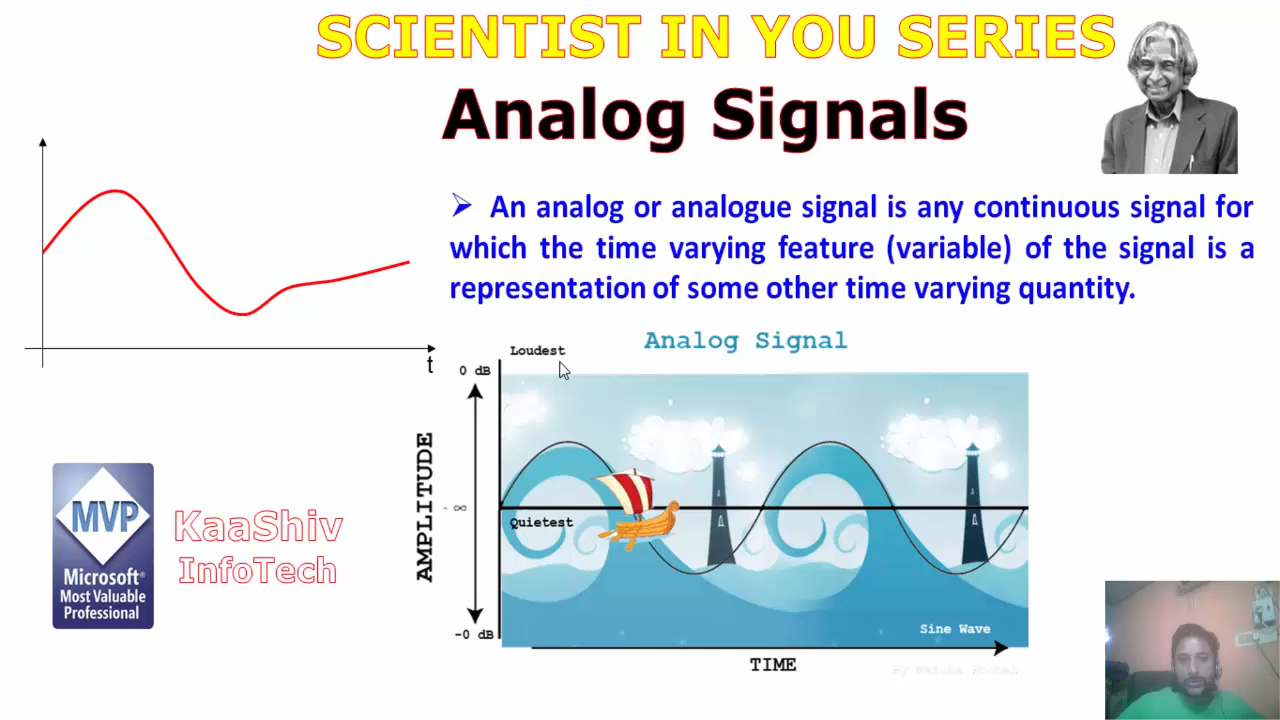 SCIENTIST IN YOU SERIES
Analog Signals
t
➢ An analog or analogue signal is any continuous signal for
which the time varying feature (variable) of the signal is a
representation of some other time varying quantity.
Analog Signal
Loudest
0 dB
AMPLITUDE
- ∞
Quietest
-0 dB
Sine Wave
TIME
MVP
Microsoft®
Most Valuable
Professional
KaaShiv
InfoTech